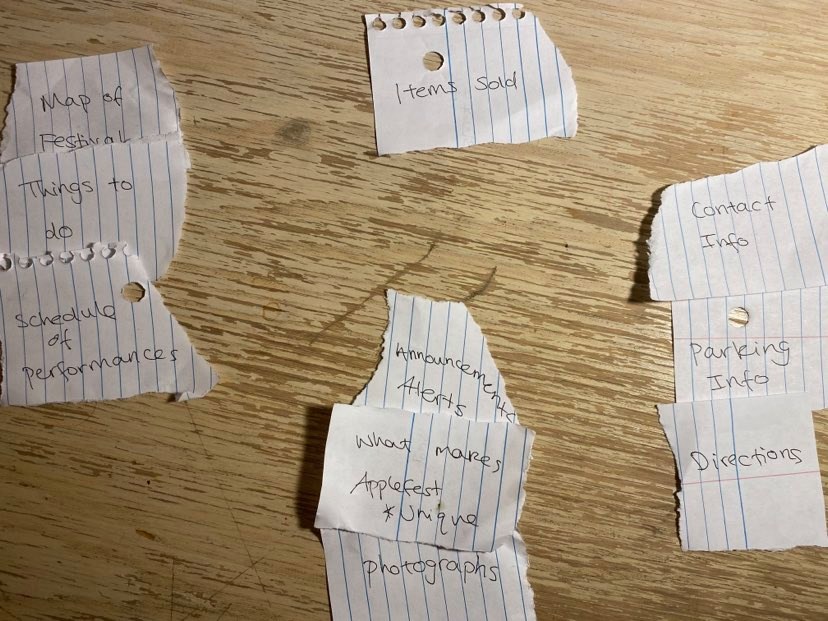 Map of
Festival
Things to
do
Schedule
of
performances
Items Sold
Announcements
Alerts
What makes
Applefest
*Unique
photographs
Contact
Info
Parking
Info
Directions